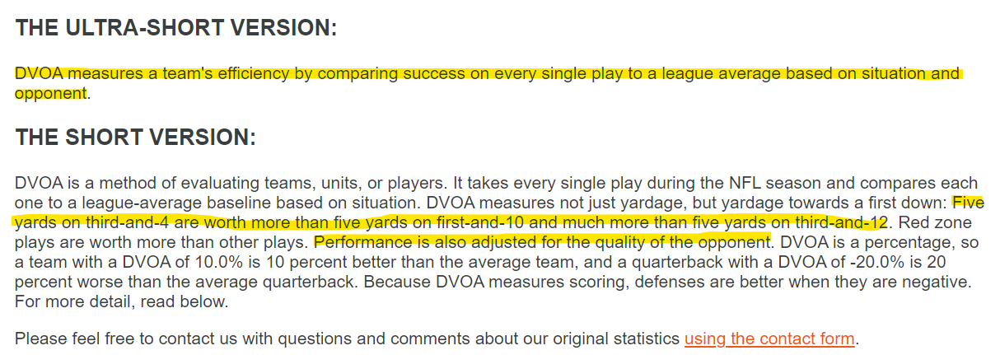 THE ULTRA-SHORT VERSION:
DVOA measures a team's efficiency by comparing success on every single play to a league average based on situation and
opponent.
THE SHORT VERSION:
DVOA is a method of evaluating teams, units, or players. It takes every single play during the NFL season and compares each
one to a league-average baseline based on situation. DVOA measures not just yardage, but yardage towards a first down: Five
yards on third-and-4 are worth more than five yards on first-and-10 and much more than five yards on third-and-12. Red zone
plays are worth more than other plays. Performance is also adjusted for the quality of the opponent. DVOA is a percentage, so
a team with a DVOA of 10.0% is 10 percent better than the average team, and a quarterback with a DVOA of -20.0% is 20
percent worse than the average quarterback. Because DVOA measures scoring, defenses are better when they are negative.
For more detail, read below.
Please feel free to contact us with questions and comments about our original statistics using the contact form.